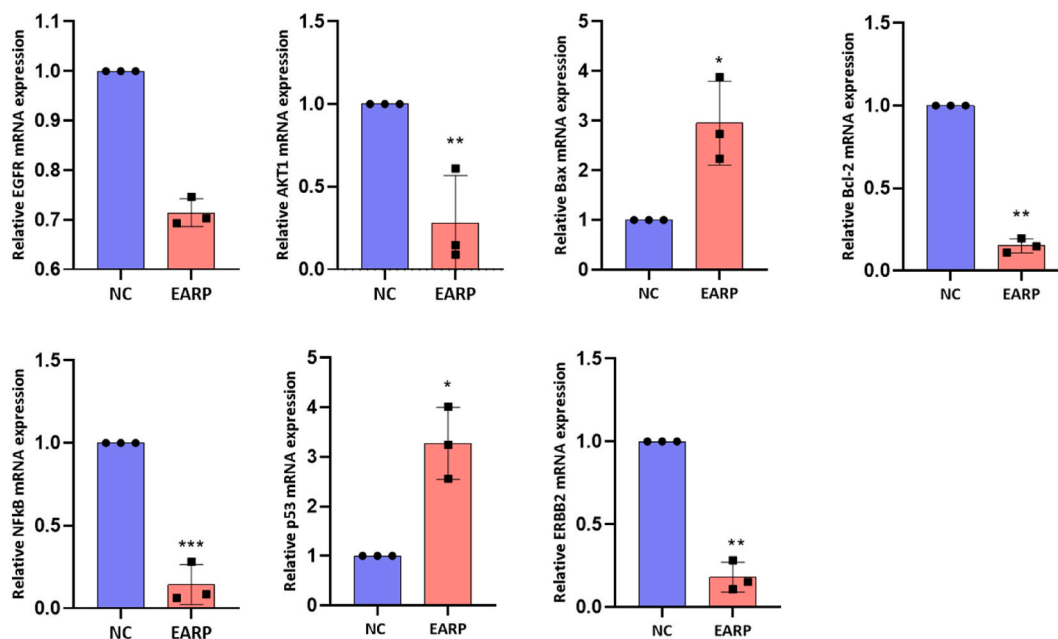 Relative EGFR mRNA expression
1.1
1.0
0.9
0.8
0.7
0.6
NC EARP
Relative AKT1 mRNA expression
1.5
1.0
0.5
0.0
**
NC EARP
Relative Bax mRNA expression
5
4
3
2
1
0
*
NC EARP
Relative Bcl-2 mRNA expression
1.5
1.0
0.5
0.0
**
NC EARP
Relative NFkB mRNA expression
1.5
1.0
0.5
0.0
***
NC EARP
Relative p53 mRNA expression
5
4
3
2
1
0
*
NC EARP
Relative ERBB2 mRNA expression
1.5
1.0
0.5
0.0
**
NC EARP